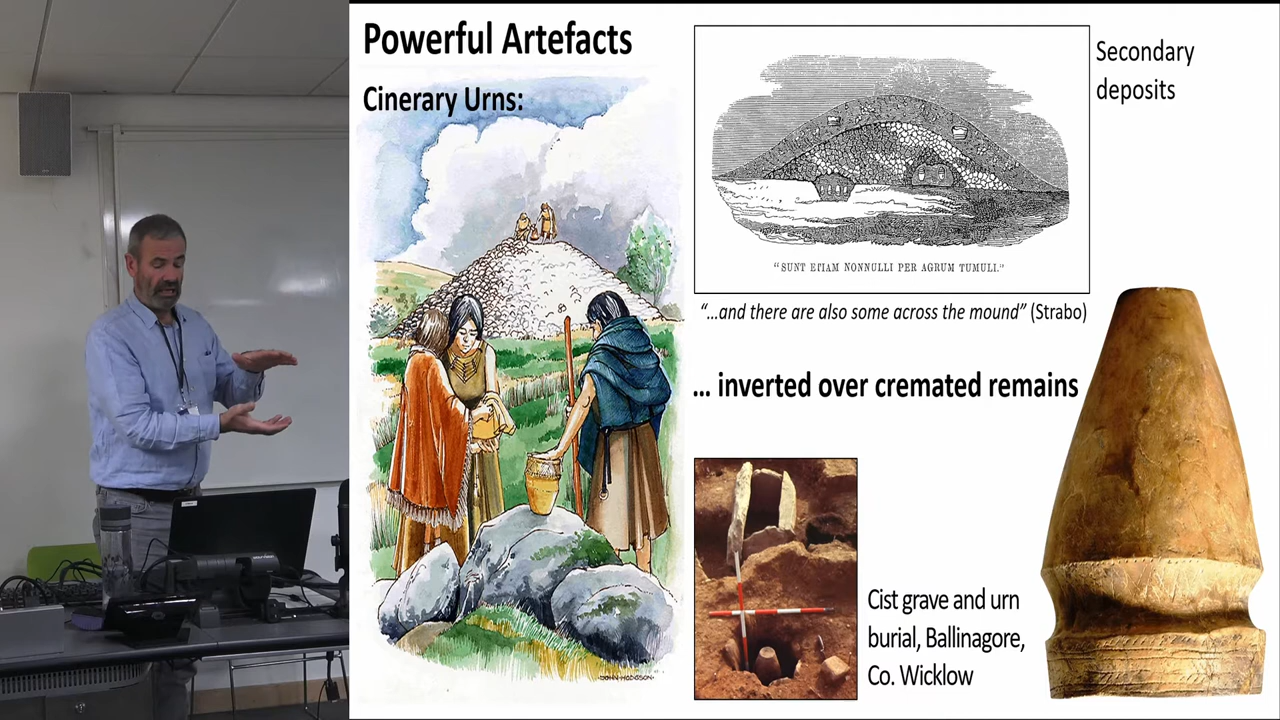 Powerful Artefacts
Cinerary Urns:
Secondary
deposits
"SUNT ETIAM NONNULLI PER AGRUM TUMULI."
“...and there are also some across the mound” (Strabo)
... inverted over cremated remains
Cist grave and urn
burial, Ballinagore,
Co. Wicklow
JOHN·HODGSON·